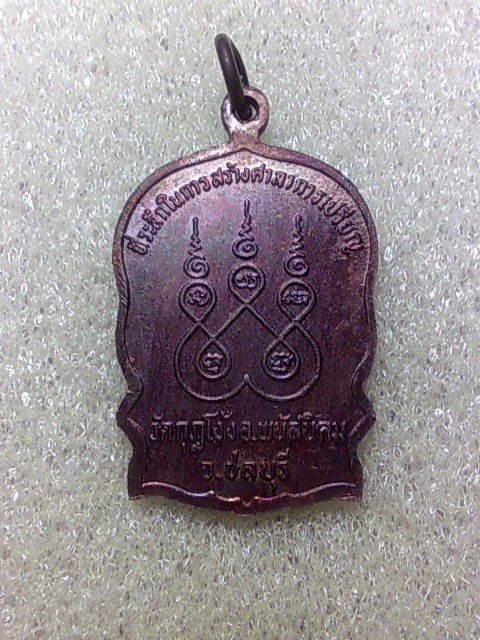 ที่ระลึกในการสร้างศาลาการเปรียญ
วัดกุฎโง้ง อ.พนัสนิคม
จ.ชลบุรี